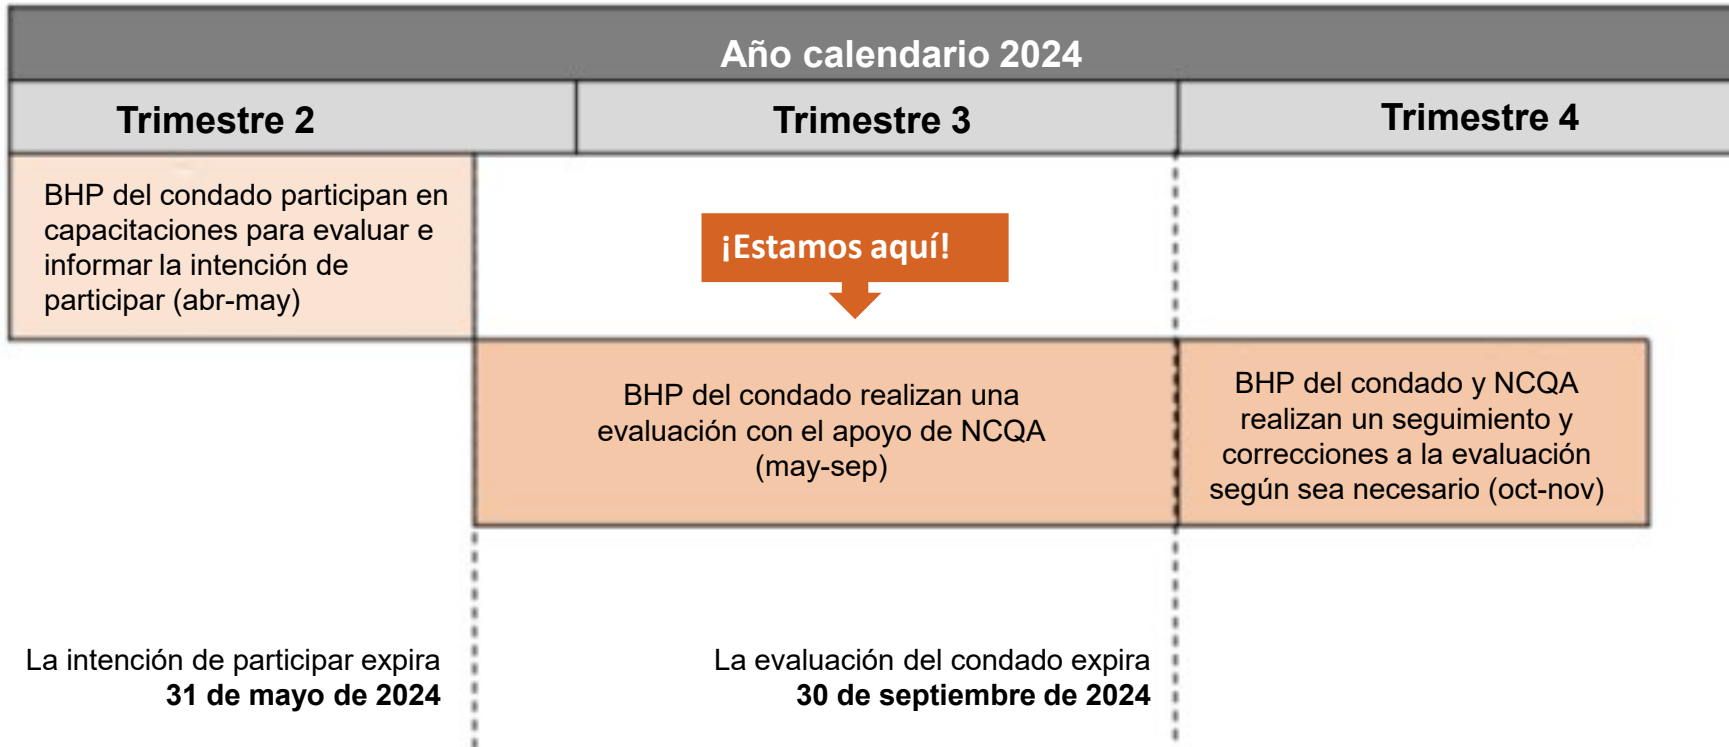 Año calendario 2024
Trimestre 2
Trimestre 3
Trimestre 4
BHP del condado participan en
capacitaciones para evaluar e
informar la intención de
participar (abr-may)
¡Estamos aquí!
BHP del condado realizan una
evaluación con el apoyo de NCQA
(may-sep)
BHP del condado y NCQA
realizan un seguimiento y
correcciones a la evaluación
según sea necesario (oct-nov)
La intención de participar expira
31 de mayo de 2024
La evaluación del condado expira
30 de septiembre de 2024